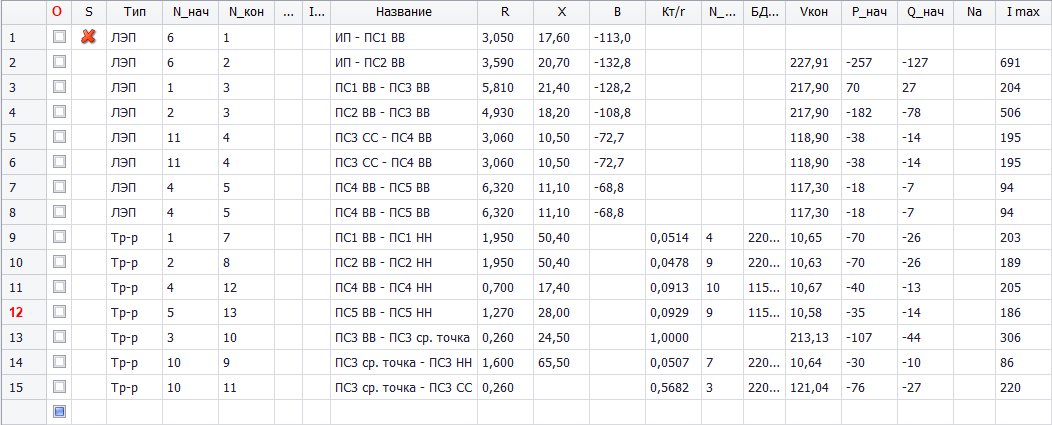 O S Тип N_нач N_кон ... I... Название R X B Кт/r N_... БД... Vкон P_нач Q_нач Na I max
1 ЛЭП 6 1 ИП - ПС1 ВВ 3,050 17,60 -113,0
2 ЛЭП 6 2 ИП - ПС2 ВВ 3,590 20,70 -132,8 227,91 -257 -127 691
3 ЛЭП 1 3 ПС1 ВВ - ПС3 ВВ 5,810 21,40 -128,2 217,90 70 27 204
4 ЛЭП 2 3 ПС2 ВВ - ПС3 ВВ 4,930 18,20 -108,8 217,90 -182 -78 506
5 ЛЭП 11 4 ПС3 СС - ПС4 ВВ 3,060 10,50 -72,7 118,90 -38 -14 195
6 ЛЭП 11 4 ПС3 СС - ПС4 ВВ 3,060 10,50 -72,7 118,90 -38 -14 195
7 ЛЭП 4 5 ПС4 ВВ - ПС5 ВВ 6,320 11,10 -68,8 117,30 -18 -7 94
8 ЛЭП 4 5 ПС4 ВВ - ПС5 ВВ 6,320 11,10 -68,8 117,30 -18 -7 94
9 Тр-р 1 7 ПС1 ВВ - ПС1 НН 1,950 50,40 0,0514 4 220... 10,65 -70 -26 203
10 Тр-р 2 8 ПС2 ВВ - ПС2 НН 1,950 50,40 0,0478 9 220... 10,63 -70 -26 189
11 Тр-р 4 12 ПС4 ВВ - ПС4 НН 0,700 17,40 0,0913 10 115... 10,67 -40 -13 205
12 Тр-р 5 13 ПС5 ВВ - ПС5 НН 1,270 28,00 0,0929 9 115... 10,58 -35 -14 186
13 Тр-р 3 10 ПС3 ВВ - ПС3 ср. точка 0,260 24,50 1,0000 213,13 -107 -44 306
14 Тр-р 10 9 ПС3 ср. точка - ПС3 НН 1,600 65,50 0,0507 7 220... 10,64 -30 -10 86
15 Тр-р 10 11 ПС3 ср. точка - ПС3 СС 0,260 0,5682 3 220... 121,04 -76 -27 220